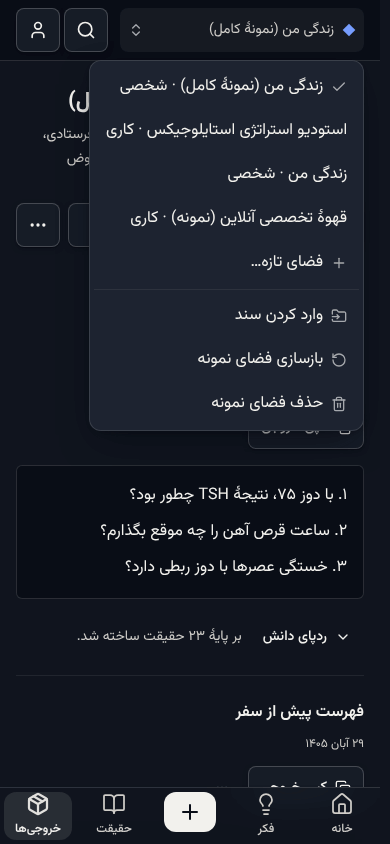 زندگی من (نمونهٔ کامل)
زندگی من (نمونهٔ کامل) · شخصی
استودیو استراتژی استایلوجیکس · کاری
زندگی من · شخصی
قهوهٔ تخصصی آنلاین (نمونه) · کاری
فضای تازه…
وارد کردن سند
بازسازی فضای نمونه
حذف فضای نمونه
۱. با دوز ۷۵، نتیجهٔ TSH چطور بود؟
۲. ساعت قرص آهن را چه موقع بگذارم؟
۳. خستگی عصرها با دوز ربطی دارد؟
ردپای دانش بر پایهٔ ۲۳ حقیقت ساخته شد.
فهرست پیش از سفر
۲۹ آبان ۱۴۰۵
خانه
فکر
حقیقت
خروجی‌ها